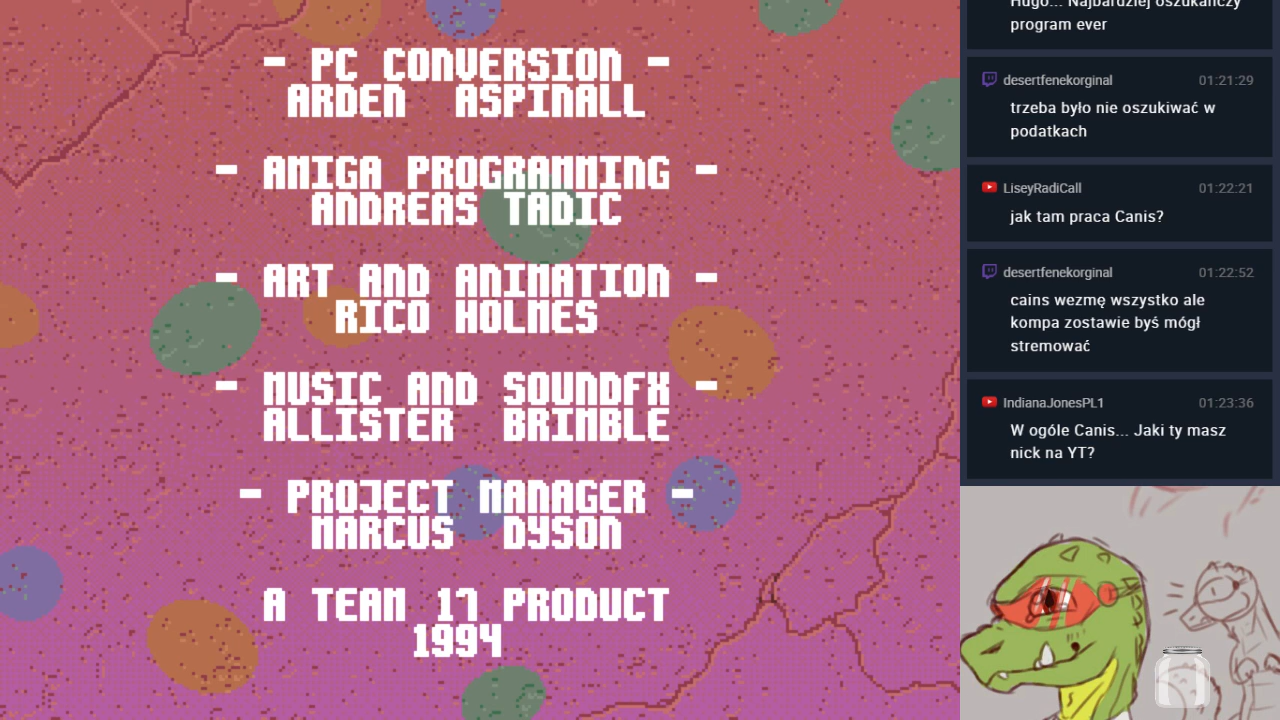 - PC CONVERSION -
ARDEN ASPINALL
- AMIGA PROGRAMMING -
ANDREAS TADIC
- ART AND ANIMATION -
RICO HOLMES
- MUSIC AND SOUNDFX -
ALLISTER BRIMBLE
- PROJECT MANAGER -
MARCUS DYSON
A TEAM 17 PRODUCT
1994
Hugo... Najbardziej oszukańczy
program ever
desertfenekorginal 01:21:29
trzeba było nie oszukiwać w
podatkach
LiseyRadiCall 01:22:21
jak tam praca Canis?
desertfenekorginal 01:22:52
cains wezmę wszystko ale
kompa zostawie byś mógł
stremować
IndianaJonesPL1 01:23:36
W ogóle Canis... Jaki ty masz
nick na YT?